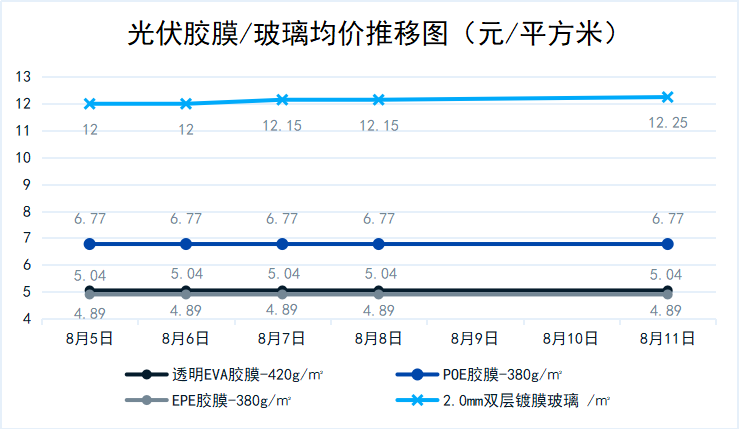 光伏胶膜/玻璃均价推移图（元/平方米）
13
12
11
10
9
8
7
6
5
4
12 12 12.15 12.15 12.25
6.77 6.77 6.77 6.77 6.77
5.04 5.04 5.04 5.04 5.04
4.89 4.89 4.89 4.89 4.89
8月5日 8月6日 8月7日 8月8日 8月9日 8月10日 8月11日
透明EVA胶膜-420g/㎡ POE胶膜-380g/㎡
EPE胶膜-380g/㎡ 2.0mm双层镀膜玻璃 /㎡